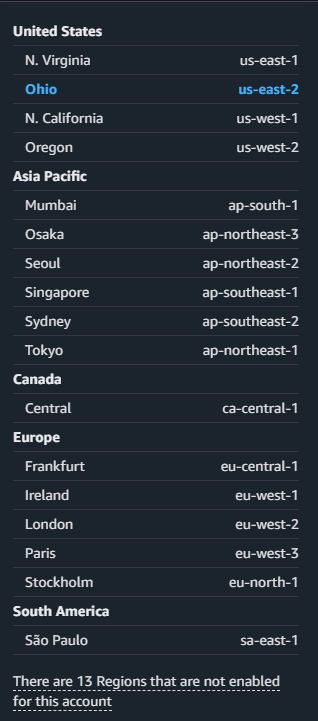 United States
N. Virginia us-east-1
Ohio us-east-2
N. California us-west-1
Oregon us-west-2
Asia Pacific
Mumbai ap-south-1
Osaka ap-northeast-3
Seoul ap-northeast-2
Singapore ap-southeast-1
Sydney ap-southeast-2
Tokyo ap-northeast-1
Canada
Central ca-central-1
Europe
Frankfurt eu-central-1
Ireland eu-west-1
London eu-west-2
Paris eu-west-3
Stockholm eu-north-1
South America
São Paulo sa-east-1
There are 13 Regions that are not enabled
for this account